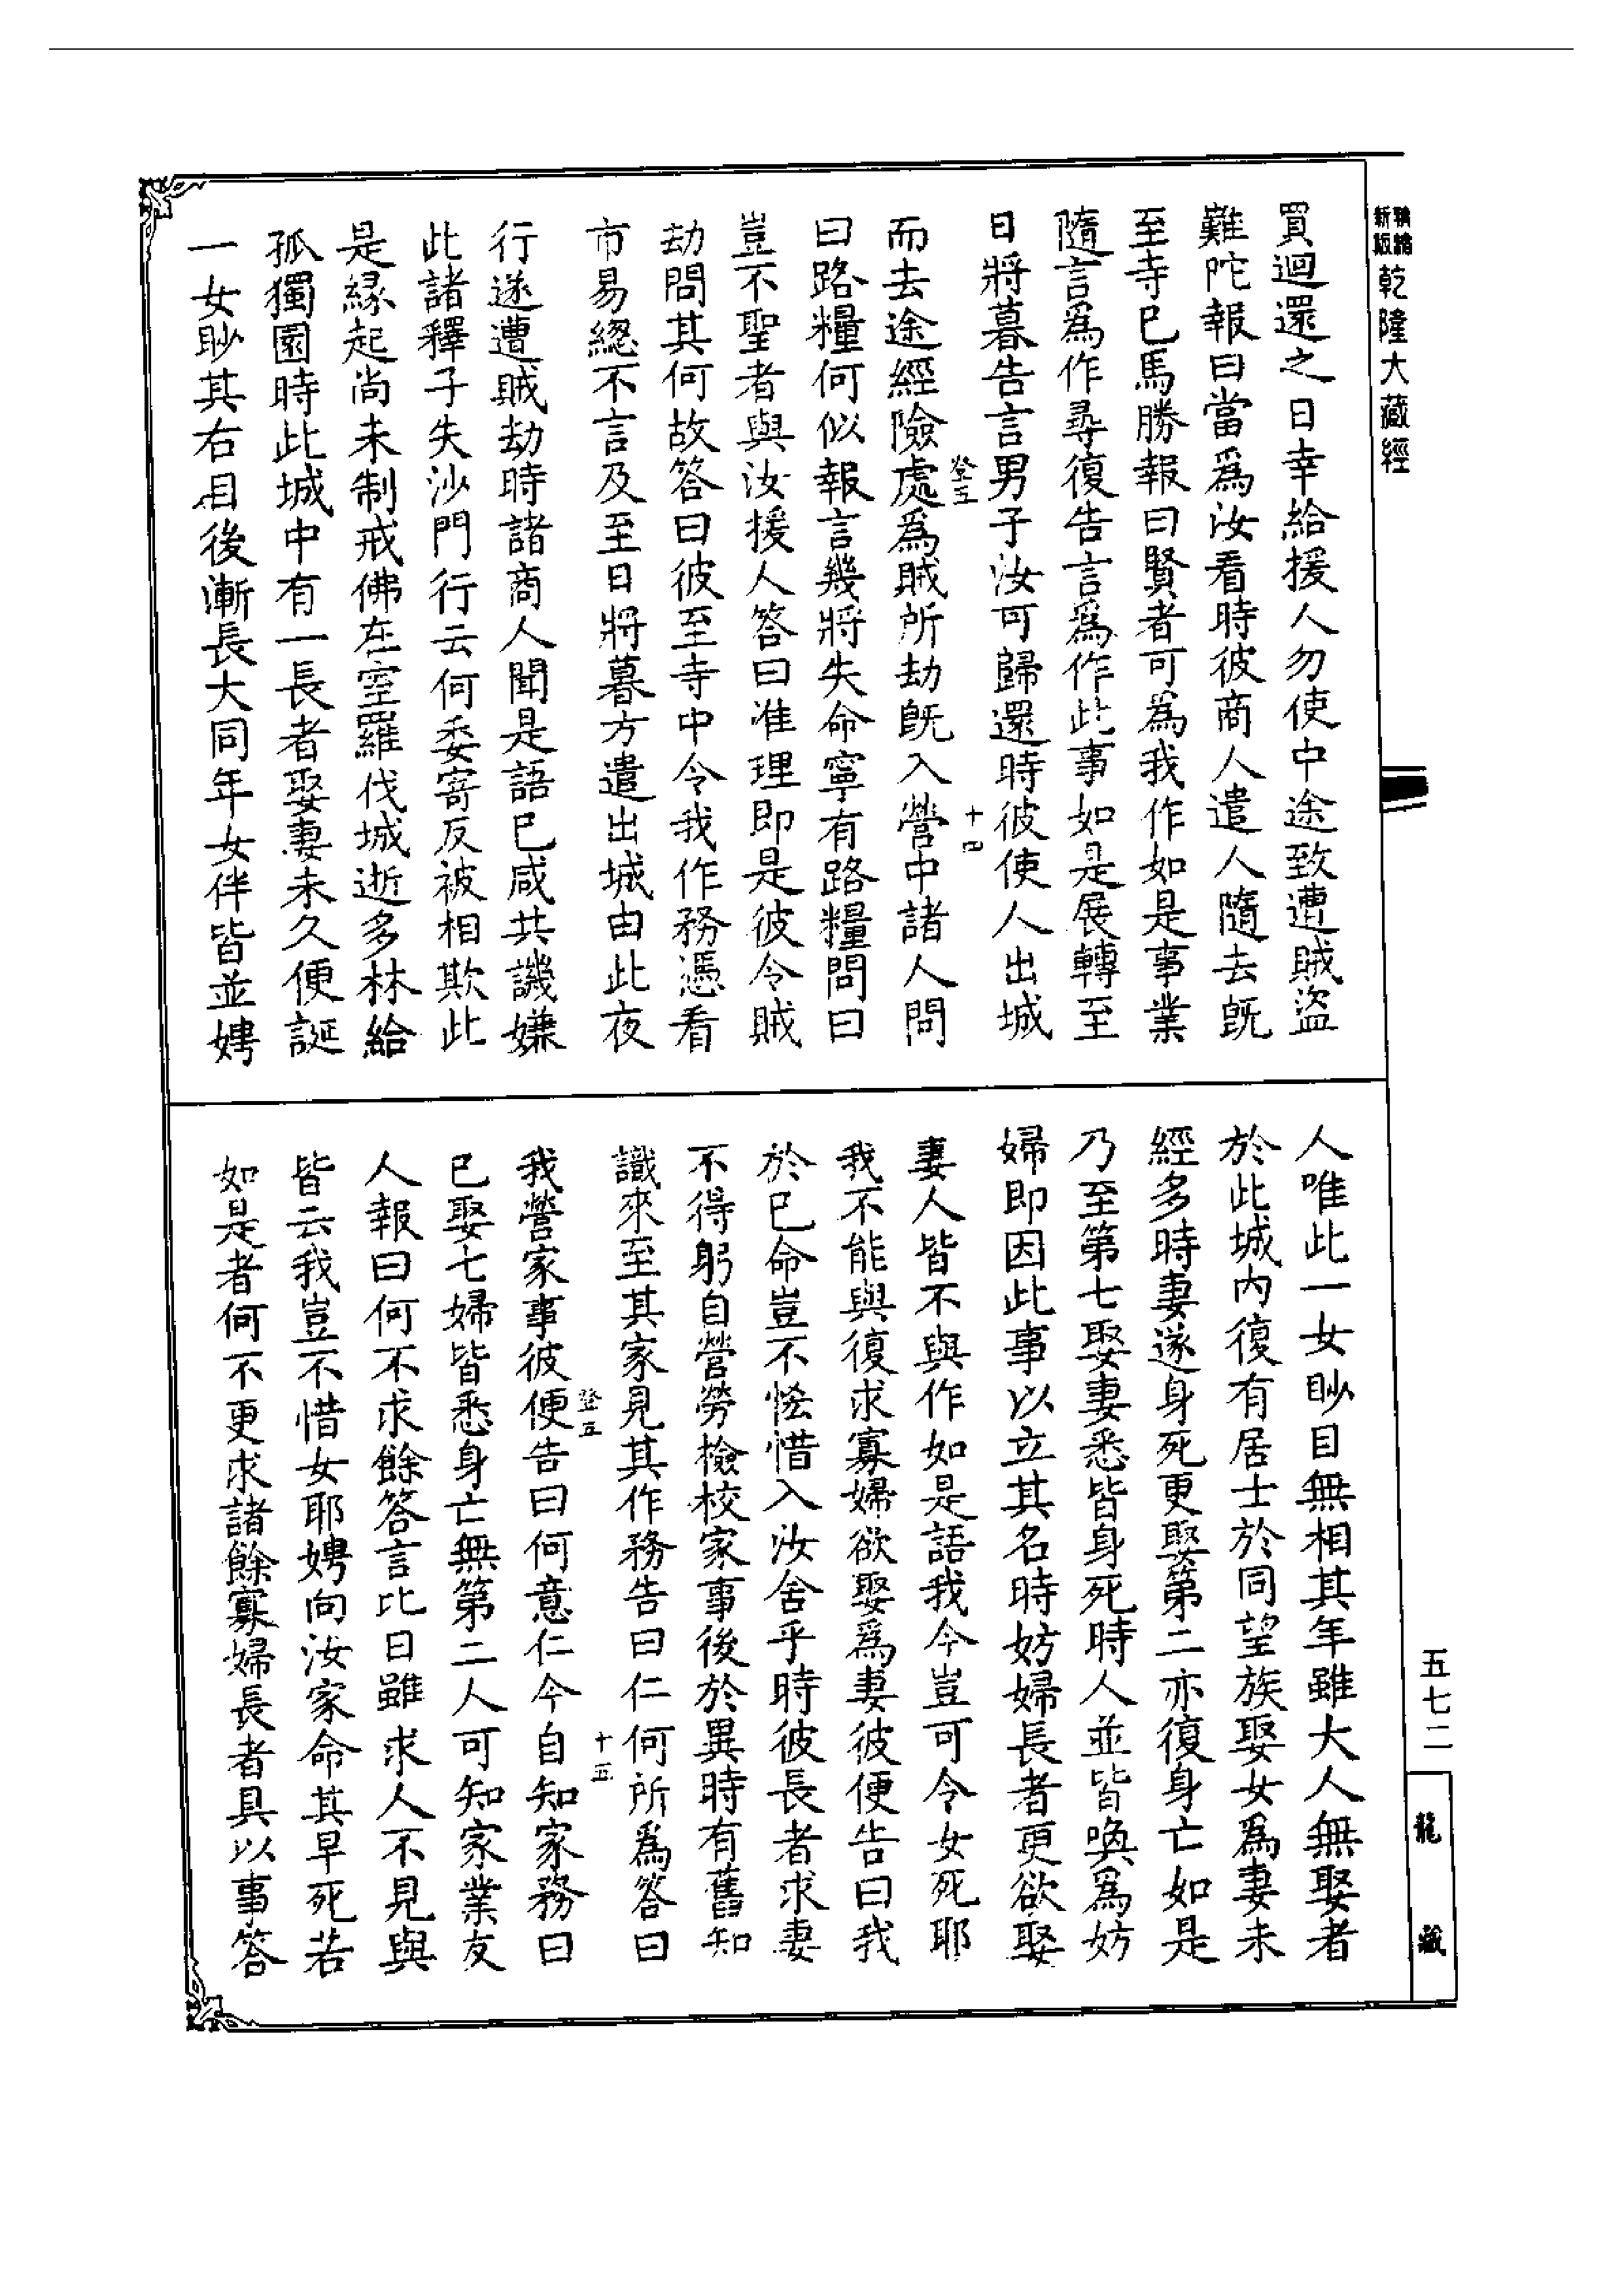 新編縮版乾隆大藏經
買迴還之日幸給援人勿使中途致遭賊盜
難陀報曰當爲汝看時彼商人遣人隨去旣
至寺已馬勝報曰賢者可為我作如是事業
隨言爲作尋復告言爲作此事如是展轉至
日將暮告言男子汝可歸還時彼使人出城
登五 十四
而去途經險處爲賊所劫旣入營中諸人問
曰路糧何似報言幾將失命寧有路糧問曰
豈不聖者與汝援人答曰准理即是彼令賊
劫問其何故答曰彼至寺中令我作務憑看
市易總不言及至日將暮方遣出城由此夜
行遂遭賊劫時諸商人聞是語已咸共譏嫌
此諸釋子失沙門行云何委寄反被相欺此
是緣起尚未制戒佛在室羅伐城逝多林給
孤獨園時此城中有一長者娶妻未久便誕
一女眇其右目後漸長大同年女伴皆並娉
人唯此一女眇目無相其年雖大人無娶者
於此城內復有居士於同望族娶女爲妻未
經多時妻遂身死更娶第二亦復身亡如是
乃至第七娶妻悉皆身死時人並皆喚爲妨
婦即因此事以立其名時妨婦長者更欲娶
妻人皆不與作如是語我今豈可令女死耶
我不能與復求寡婦欲娶爲妻彼便告曰我
於已命豈不恡惜入汝舍乎時彼長者求妻
不得躬自營勞檢校家事後於異時有舊知
識來至其家見其作務告曰仁何所爲答曰
登五 十五
我營家事彼便告曰何意仁今自知家務曰
已娶七婦皆悉身亡無第二人可知家業友
人報曰何不求餘答言比日雖求人不見與
皆云我豈不惜女耶娉向汝家命其早死若
如是者何不更求諸餘寡婦長者具以事答
五七二
龍藏